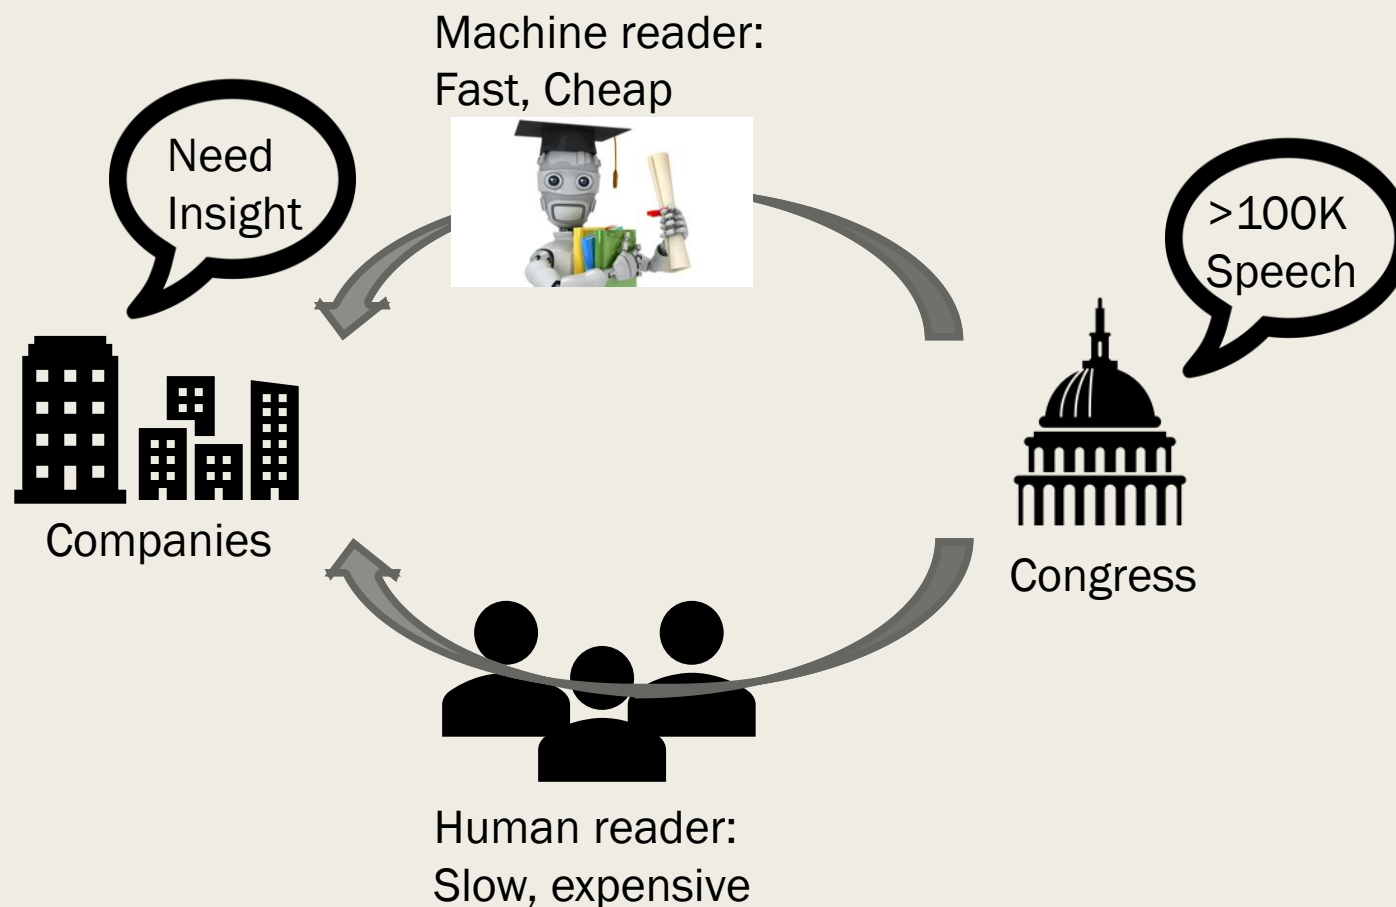 Machine reader:
Fast, Cheap
Need
Insight
>100K
Speech
Companies
Congress
Human reader:
Slow, expensive